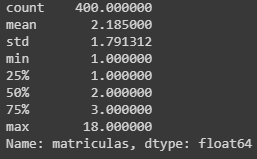 count    400.000000
mean       2.185000
std        1.791312
min        1.000000
25%        1.000000
50%        2.000000
75%        3.000000
max       18.000000
Name: matriculas, dtype: float64